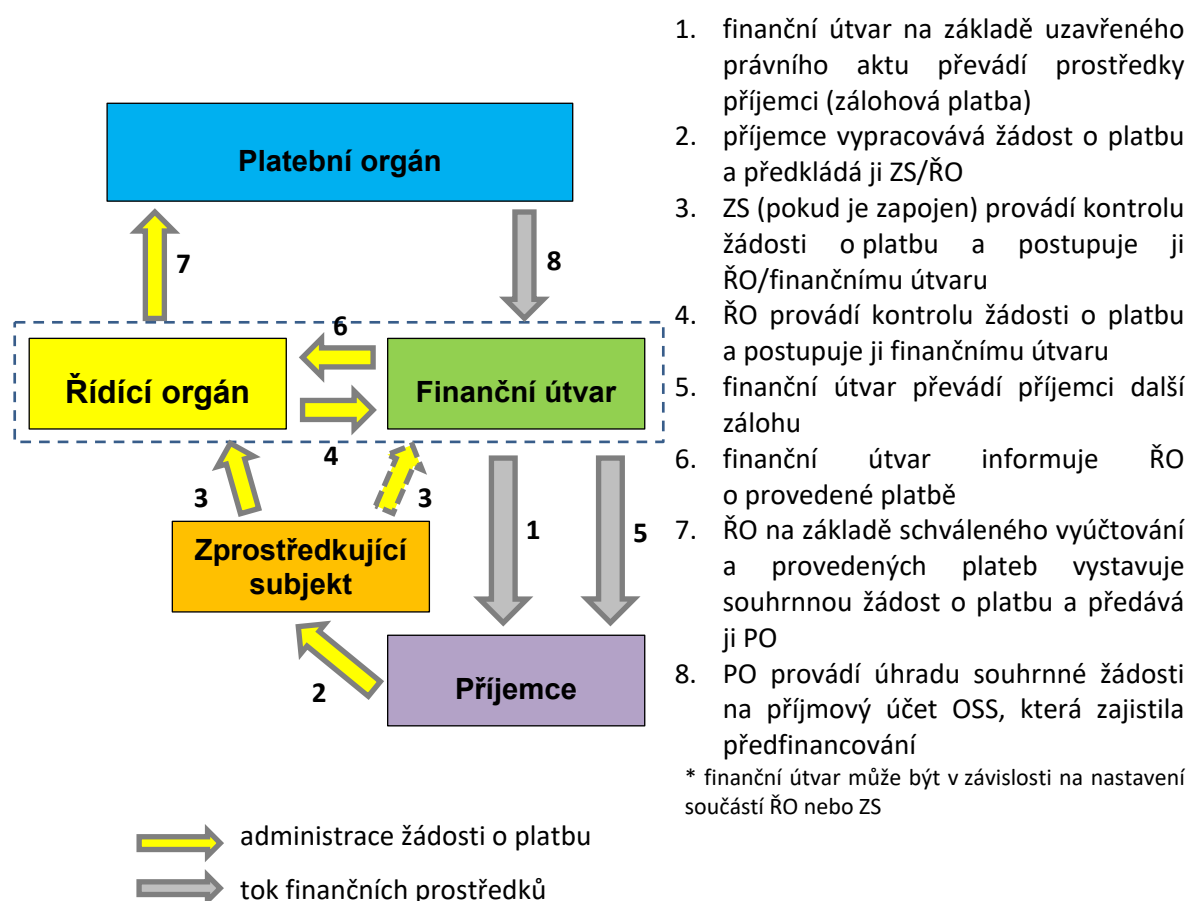 Platební orgán
7
8
6
Řídící orgán
Finanční útvar
4
3
3
1
5
Zprostředkující
subjekt
2
Příjemce
administrace žádosti o platbu
tok finančních prostředků
1. finanční útvar na základě uzavřeného
právního aktu převádí prostředky
příjemci (zálohová platba)
2. příjemce vypracovává žádost o platbu
a předkládá ji ZS/ŘO
3. ZS (pokud je zapojen) provádí kontrolu
žádosti o platbu a postupuje ji
ŘO/finančnímu útvaru
4. ŘO provádí kontrolu žádosti o platbu
a postupuje ji finančnímu útvaru
5. finanční útvar převádí příjemci další
zálohu
6. finanční útvar informuje ŘO
o provedené platbě
7. ŘO na základě schváleného vyúčtování
a provedených plateb vystavuje
souhrnnou žádost o platbu a předává
ji PO
8. PO provádí úhradu souhrnné žádosti
na příjmový účet OSS, která zajistila
předfinancování
* finanční útvar může být v závislosti na nastavení
součástí ŘO nebo ZS